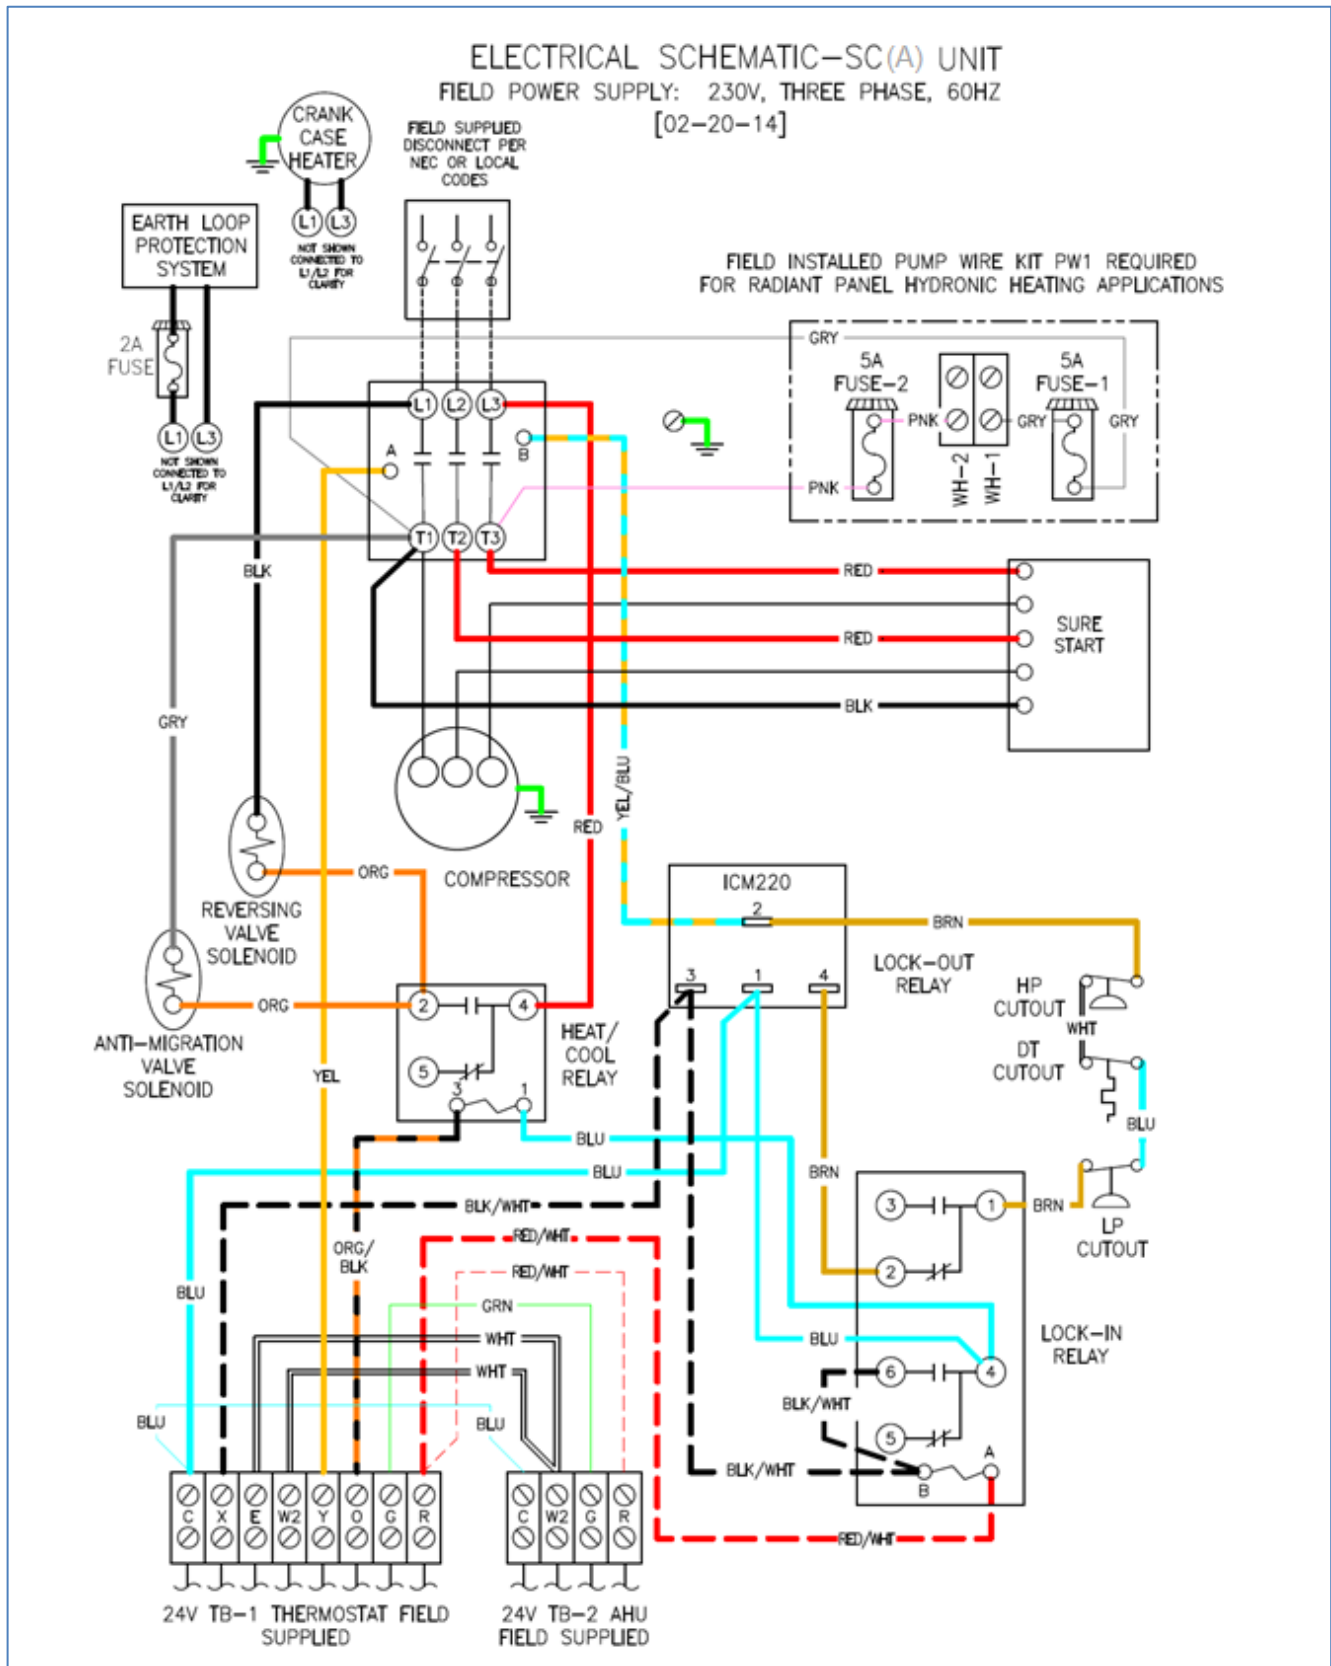 ELECTRICAL SCHEMATIC-SC(A) UNIT
FIELD POWER SUPPLY: 230V, THREE PHASE, 60HZ
[02-20-14]
CRANK
CASE
HEATER
L1 L3
NOT SHOWN
CONNECTED TO
L1/L2 FOR
CLARITY
FIELD SUPPLIED
DISCONNECT PER
NEC OR LOCAL
CODES
EARTH LOOP
PROTECTION
SYSTEM
2A
FUSE
L1 L3
NOT SHOWN
CONNECTED TO
L1/L2 FOR
CLARITY
FIELD INSTALLED PUMP WIRE KIT PW1 REQUIRED
FOR RADIANT PANEL HYDRONIC HEATING APPLICATIONS
GRY
5A
FUSE-2
5A
FUSE-1
PNK
GRY
GRY
WH-2
WH-1
PNK
L1 L2 L3
A
B
T1 T2 T3
BLK
RED
RED
BLK
SURE
START
GRY
YEL/BLU
RED
COMPRESSOR
ORG
REVERSING
VALVE
SOLENOID
ORG
ANTI-MIGRATION
VALVE
SOLENOID
YEL
2
4
5
3
1
HEAT/
COOL
RELAY
ICM220
2
3
1
4
LOCK-OUT
RELAY
BRN
HP
CUTOUT
WHT
DT
CUTOUT
BLU
LP
CUTOUT
BRN
BLU
BLU
BRN
BLK/WHT
ORG/
BLK
RED/WHT
RED/WHT
BLU
GRN
WHT
WHT
BLU
BLU
BLU
BLK/WHT
BLK/WHT
RED/WHT
3
1
2
6
4
5
A
B
LOCK-IN
RELAY
C X E W2 Y O G R
C W2 G R
24V TB-1 THERMOSTAT FIELD
SUPPLIED
24V TB-2 AHU
FIELD SUPPLIED